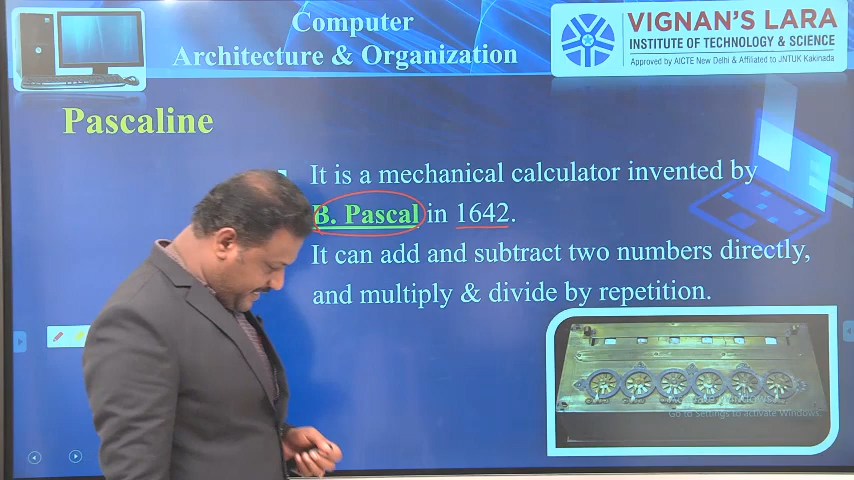 Computer
Architecture & Organization
VIGNAN'S LARA
INSTITUTE OF TECHNOLOGY & SCIENCE
Approved by AICTE New Delhi & Affiliated to JNTUK Kakinada
Pascaline
It is a mechanical calculator invented by
B. Pascal in 1642.
It can add and subtract two numbers directly,
and multiply & divide by repetition.
Go to Settings to activate Windows.